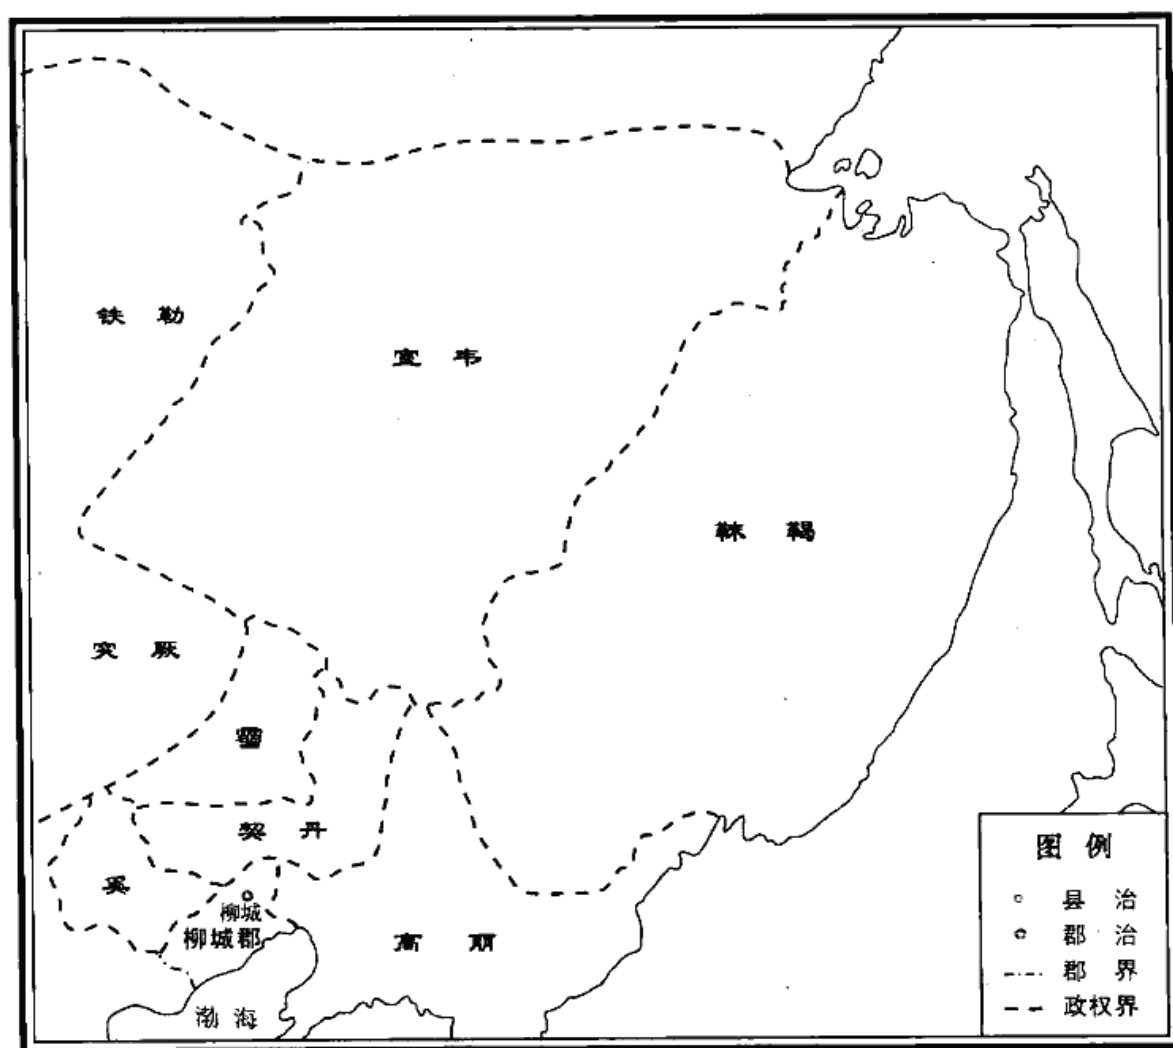 铁 勒
室 韦
靺 鞨
突 厥
霫
契 丹
奚
柳城
柳城郡
高 丽
渤 海
图 例
县 治
郡 治
郡 界
政权界